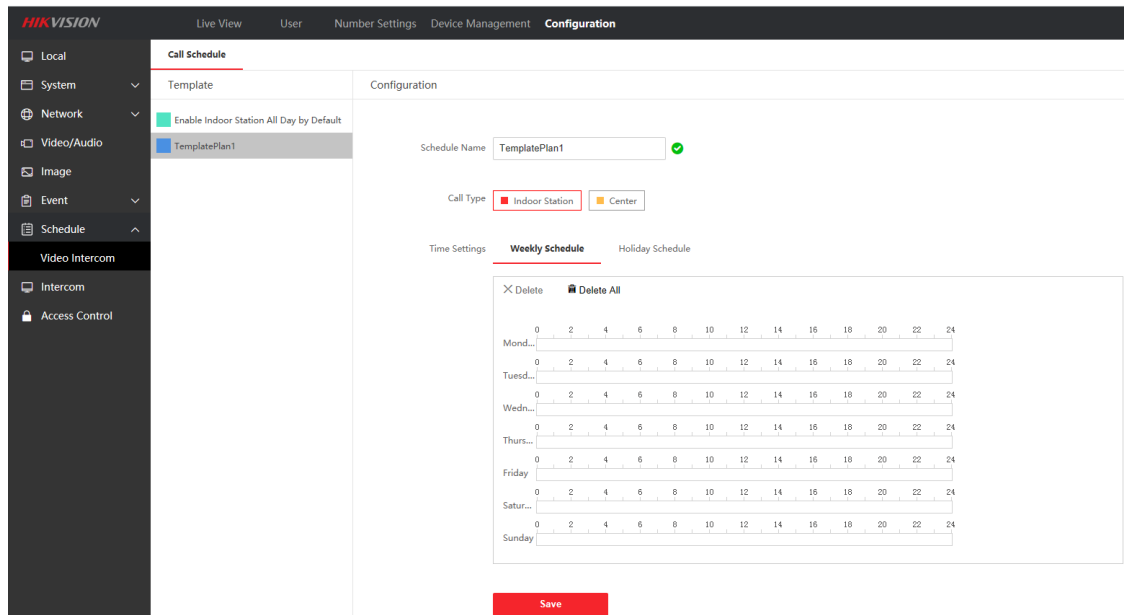 HIKVISION
Live View User Number Settings Device Management Configuration
Local
System
Network
Video/Audio
Image
Event
Schedule
Video Intercom
Intercom
Access Control
Call Schedule
Template
Enable Indoor Station All Day by Default
TemplatePlan1
Configuration
Schedule Name TemplatePlan1
Call Type Indoor Station Center
Time Settings Weekly Schedule Holiday Schedule
Delete Delete All
0 2 4 6 8 10 12 14 16 18 20 22 24
Mond...
0 2 4 6 8 10 12 14 16 18 20 22 24
Tuesd...
0 2 4 6 8 10 12 14 16 18 20 22 24
Wedn...
0 2 4 6 8 10 12 14 16 18 20 22 24
Thurs...
0 2 4 6 8 10 12 14 16 18 20 22 24
Friday
0 2 4 6 8 10 12 14 16 18 20 22 24
Satur...
0 2 4 6 8 10 12 14 16 18 20 22 24
Sunday
Save